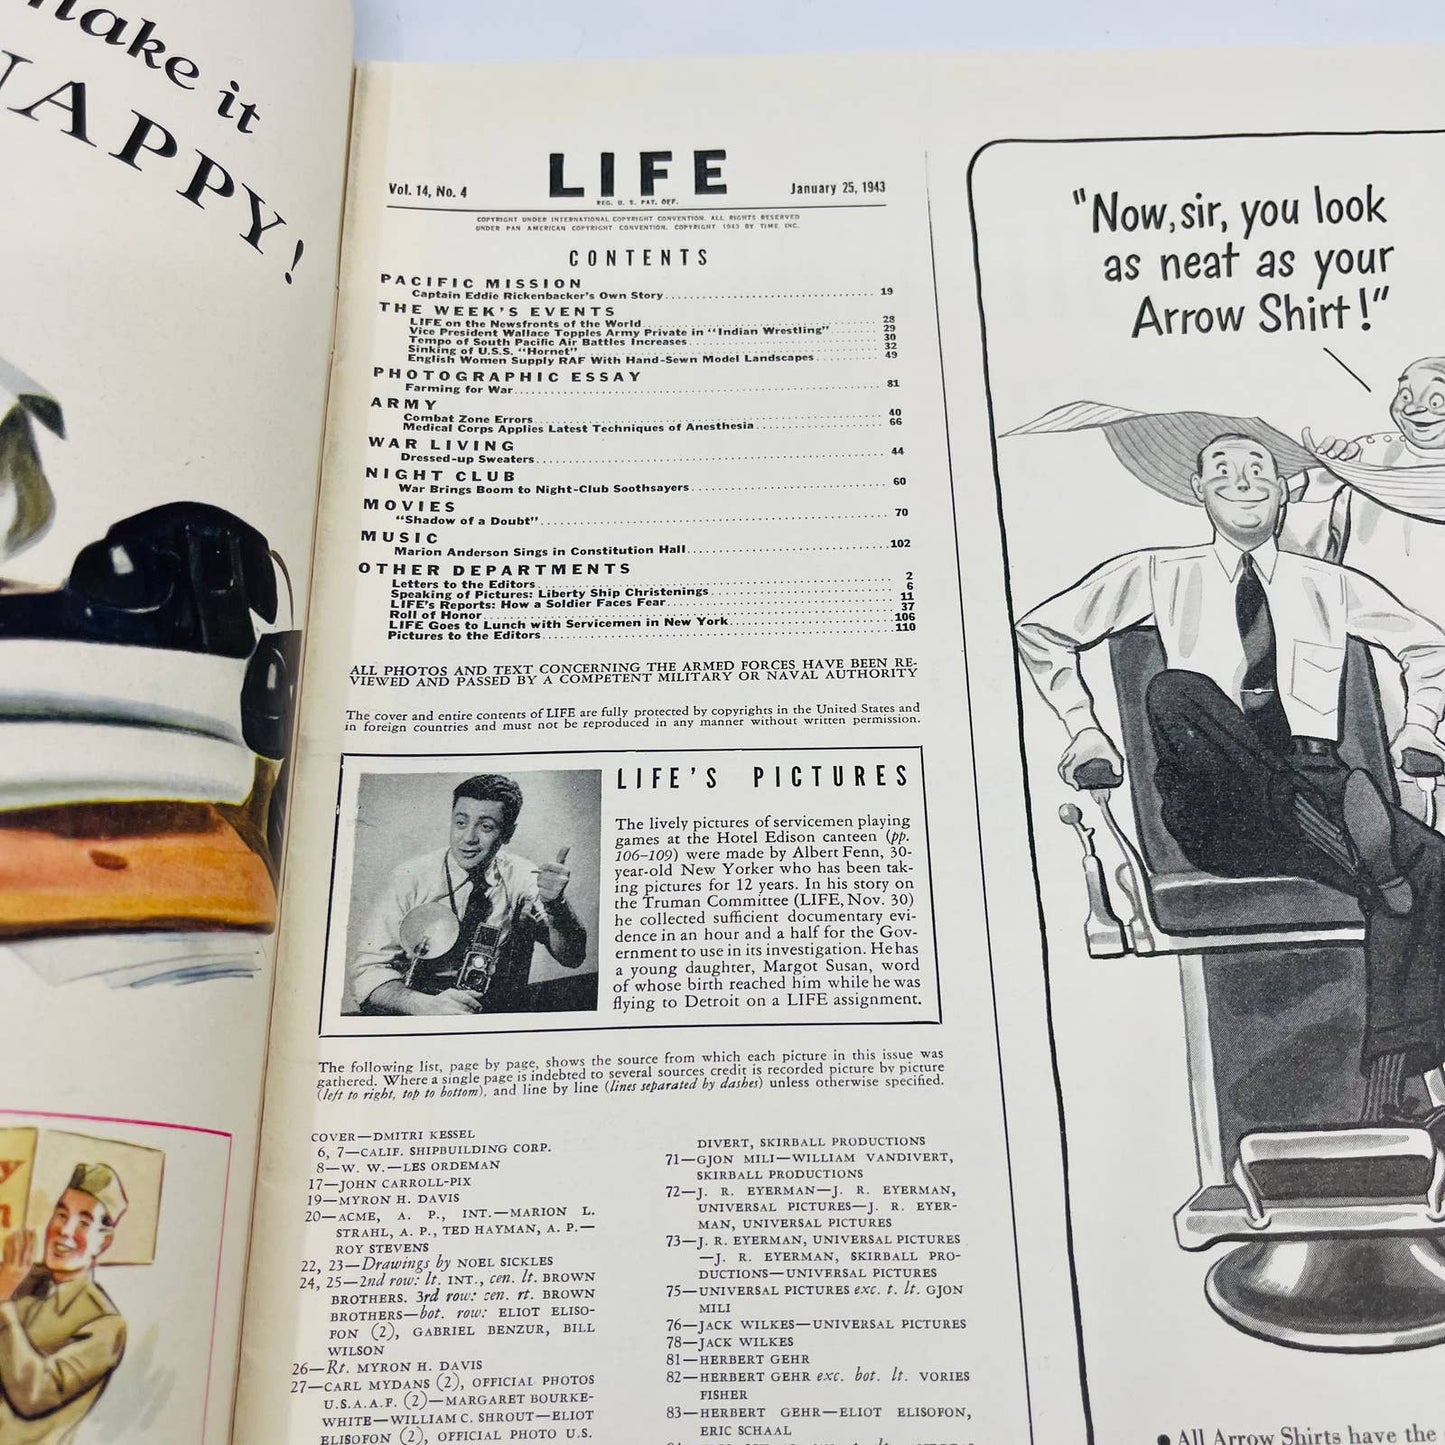 make it
NAPPY!
LIFE
Vol. 14, No. 4
REG. U. S. PAT. OFF.
January 25, 1943
COPYRIGHT UNDER INTERNATIONAL COPYRIGHT CONVENTION. ALL RIGHTS RESERVED
UNDER PAN AMERICAN COPYRIGHT CONVENTION. COPYRIGHT 1943 BY TIME INC.
CONTENTS
PACIFIC MISSION
Captain Eddie Rickenbacker's Own Story 19
THE WEEK'S EVENTS
LIFE on the Newsfronts of the World 28
Vice President Wallace Topples Army Private in "Indian Wrestling" 29
Tempo of South Pacific Air Battles Increases 30
Sinking of U.S.S. "Hornet" 32
English Women Supply RAF With Hand-Sewn Model Landscapes 49
PHOTOGRAPHIC ESSAY
Farming for War 81
ARMY
Combat Zone Errors 40
Medical Corps Applies Latest Techniques of Anesthesia 66
WAR LIVING
Dressed-up Sweaters 44
NIGHT CLUB
War Brings Boom to Night-Club Soothsayers 60
MOVIES
"Shadow of a Doubt" 70
MUSIC
Marion Anderson Sings in Constitution Hall 102
OTHER DEPARTMENTS
Letters to the Editors 2
Speaking of Pictures: Liberty Ship Christenings 6
LIFE's Reports: How a Soldier Faces Fear 11
Roll of Honor 37
LIFE Goes to Lunch with Servicemen in New York 106
Pictures to the Editors 110
ALL PHOTOS AND TEXT CONCERNING THE ARMED FORCES HAVE BEEN RE-
VIEWED AND PASSED BY A COMPETENT MILITARY OR NAVAL AUTHORITY
The cover and entire contents of LIFE are fully protected by copyrights in the United States and
in foreign countries and must not be reproduced in any manner without written permission.
LIFE'S PICTURES
The lively pictures of servicemen playing
games at the Hotel Edison canteen (pp.
106–109) were made by Albert Fenn, 30-
year-old New Yorker who has been tak-
ing pictures for 12 years. In his story on
the Truman Committee (LIFE, Nov. 30)
he collected sufficient documentary evi-
dence in an hour and a half for the Gov-
ernment to use in its investigation. He has
a young daughter, Margot Susan, word
of whose birth reached him while he was
flying to Detroit on a LIFE assignment.
The following list, page by page, shows the source from which each picture in this issue was
gathered. Where a single page is indebted to several sources credit is recorded picture by picture
(left to right, top to bottom), and line by line (lines separated by dashes) unless otherwise specified.
COVER—DMITRI KESSEL
6, 7—CALIF. SHIPBUILDING CORP.
8—W. W.—LES ORDEMAN
17—JOHN CARROLL-PIX
19—MYRON H. DAVIS
20—ACME, A. P., INT.—MARION L.
STRAHL, A. P., TED HAYMAN, A. P.—
ROY STEVENS
22, 23—Drawings by NOEL SICKLES
24, 25—2nd row: lt. INT., cen. lt. BROWN
BROTHERS. 3rd row: cen. rt. BROWN
BROTHERS—bot. row: ELIOT ELISO-
FON (2), GABRIEL BENZUR, BILL
WILSON
26—Rt. MYRON H. DAVIS
27—CARL MYDANS (2), OFFICIAL PHOTOS
U.S.A.A.F. (2)—MARGARET BOURKE-
WHITE—WILLIAM C. SHROUT—ELIOT
ELISOFON (2), OFFICIAL PHOTO U.S.
DIVERT, SKIRBALL PRODUCTIONS
71—GJON MILI—WILLIAM VANDIVERT,
SKIRBALL PRODUCTIONS
72—J. R. EYERMAN—J. R. EYERMAN,
UNIVERSAL PICTURES—J. R. EYER-
MAN, UNIVERSAL PICTURES
73—J. R. EYERMAN, UNIVERSAL PICTURES
—J. R. EYERMAN, SKIRBALL PRO-
DUCTIONS—UNIVERSAL PICTURES
75—UNIVERSAL PICTURES exc. t. lt. GJON
MILI
76—JACK WILKES—UNIVERSAL PICTURES
78—JACK WILKES
81—HERBERT GEHR
82—HERBERT GEHR exc. bot. lt. VORIES
FISHER
83—HERBERT GEHR—ELIOT ELISOFON,
ERIC SCHAAL
"Now, sir, you look
as neat as your
Arrow Shirt!"
● All Arrow Shirts have the